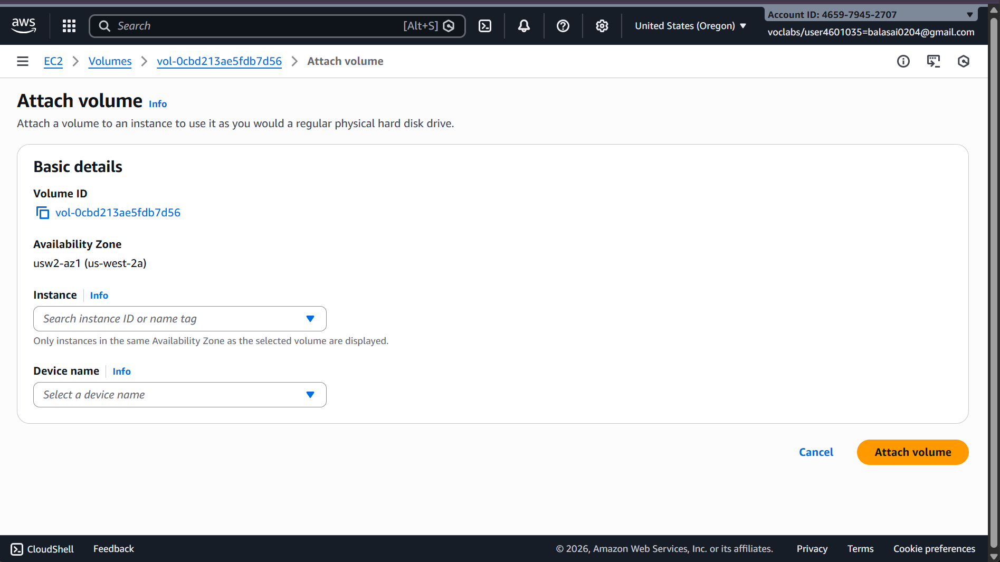 aws
Search [Alt+S]
United States (Oregon)
Account ID: 4659-7945-2707
voclabs/user4601035=balasai0204@gmail.com
EC2 Volumes vol-0cbd213ae5fdb7d56 Attach volume
Attach volume Info
Attach a volume to an instance to use it as you would a regular physical hard disk drive.
Basic details
Volume ID
vol-0cbd213ae5fdb7d56
Availability Zone
usw2-az1 (us-west-2a)
Instance Info
Search instance ID or name tag
Only instances in the same Availability Zone as the selected volume are displayed.
Device name Info
Select a device name
Cancel Attach volume
CloudShell Feedback © 2026, Amazon Web Services, Inc. or its affiliates. Privacy Terms Cookie preferences